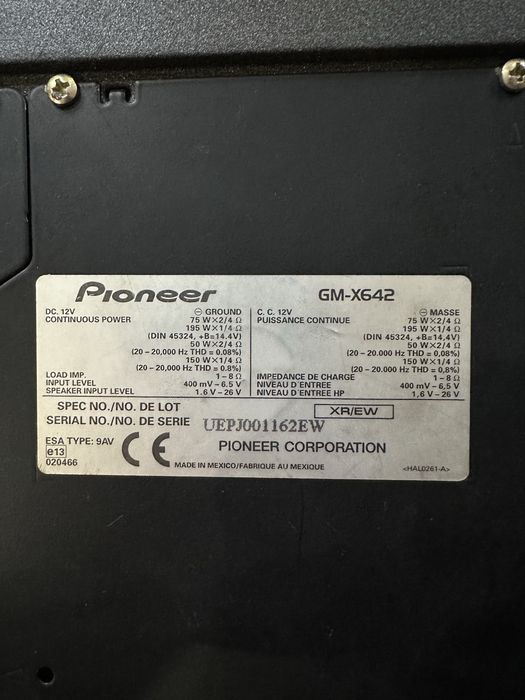 Pioneer GM-X642
DC. 12V ⊖ GROUND
CONTINUOUS POWER 75 W×2/4 Ω
195 W×1/4 Ω
(DIN 45324, +B=14.4V)
50 W×2/4 Ω
(20 – 20,000 Hz THD = 0.08%)
150 W×1/4 Ω
(20 – 20,000 Hz THD = 0.8%)
LOAD IMP. 1 – 8 Ω
INPUT LEVEL 400 mV – 6.5 V
SPEAKER INPUT LEVEL 1.6 V – 26 V
C. C. 12V ⊖ MASSE
PUISSANCE CONTINUE 75 W×2/4 Ω
195 W×1/4 Ω
(DIN 45324, +B=14.4V)
50 W×2/4 Ω
(20 – 20.000 Hz THD = 0,08%)
150 W×1/4 Ω
(20 – 20.000 Hz THD = 0,8%)
IMPEDANCE DE CHARGE 1 – 8 Ω
NIVEAU D'ENTREE 400 mV – 6,5 V
NIVEAU D'ENTREE HP 1,6 V – 26 V
SPEC NO./NO. DE LOT XR/EW
SERIAL NO./NO. DE SERIE UEPJ001162EW
ESA TYPE: 9AV
e13
020466
CE
PIONEER CORPORATION
MADE IN MEXICO/FABRIQUE AU MEXIQUE
<HAL0261-A>